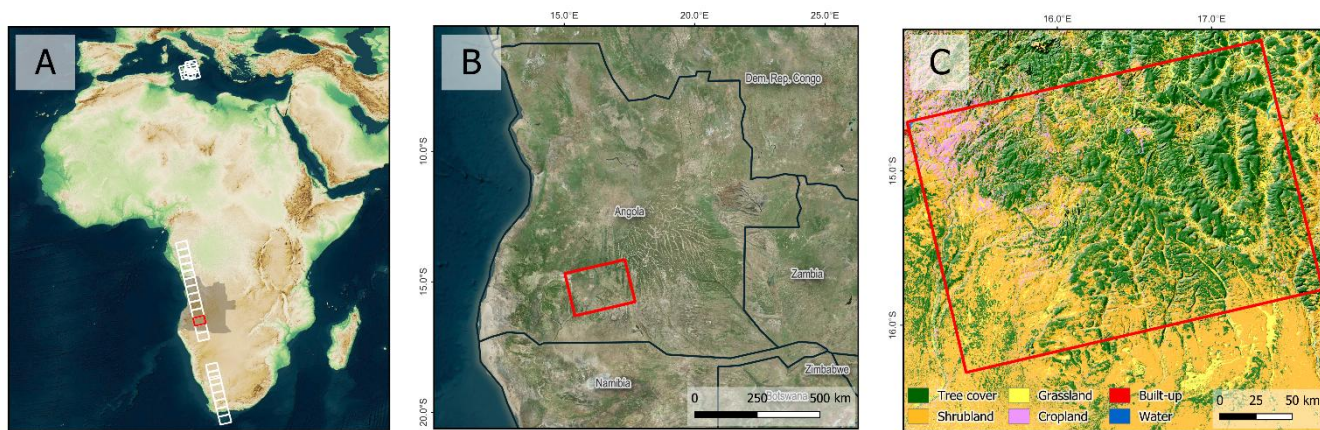 A
B
15.0°E 20.0°E 25.0°E
10.0°S
15.0°S
20.0°S
Dem. Rep. Congo
Angola
Zambia
Zimbabwe
Namibia
Botswana
0 250 500 km
C
16.0°E 17.0°E
15.0°S
16.0°S
Tree cover Grassland Built-up
Shrubland Cropland Water
0 25 50 km